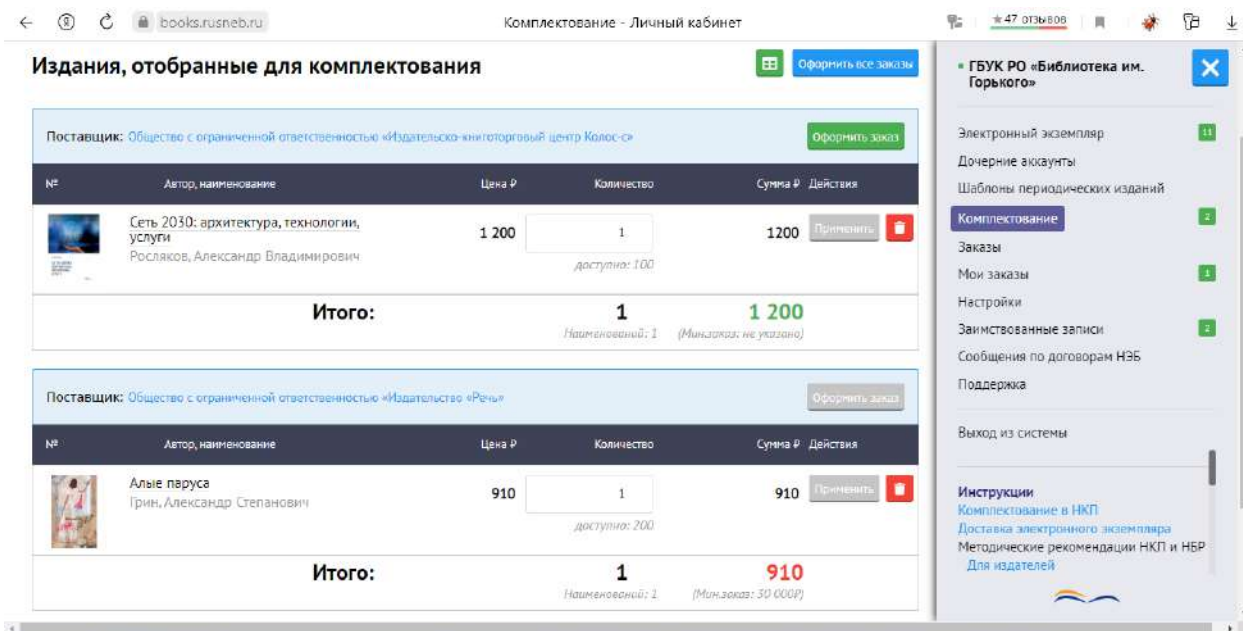 books.rusneb.ru
Комплектование - Личный кабинет
★47 отзывов
Издания, отобранные для комплектования
Оформить все заказы
Поставщик: Общество с ограниченной ответственностью «Издательско-книготорговый центр Колос-с»
Оформить заказ
№ Автор, наименование Цена ₽ Количество Сумма ₽ Действия
Сеть 2030: архитектура, технологии,
услуги
Росляков, Александр Владимирович
1 200 1 1200 Применить
доступно: 100
Итого: 1 1 200
Наименований: 1 (Мин.заказ: не указано)
Поставщик: Общество с ограниченной ответственностью «Издательство «Речь»
Оформить заказ
№ Автор, наименование Цена ₽ Количество Сумма ₽ Действия
Алые паруса
Грин, Александр Степанович
910 1 910 Применить
доступно: 200
Итого: 1 910
Наименований: 1 (Мин.заказ: 30 000₽)
ГБУК РО «Библиотека им.
Горького»
Электронный экземпляр 11
Дочерние аккаунты
Шаблоны периодических изданий
Комплектование 2
Заказы
Мои заказы 1
Настройки
Заимствованные записи 2
Сообщения по договорам НЭБ
Поддержка
Выход из системы
Инструкции
Комплектование в НКП
Доставка электронного экземпляра
Методические рекомендации НКП и НБР
Для издателей